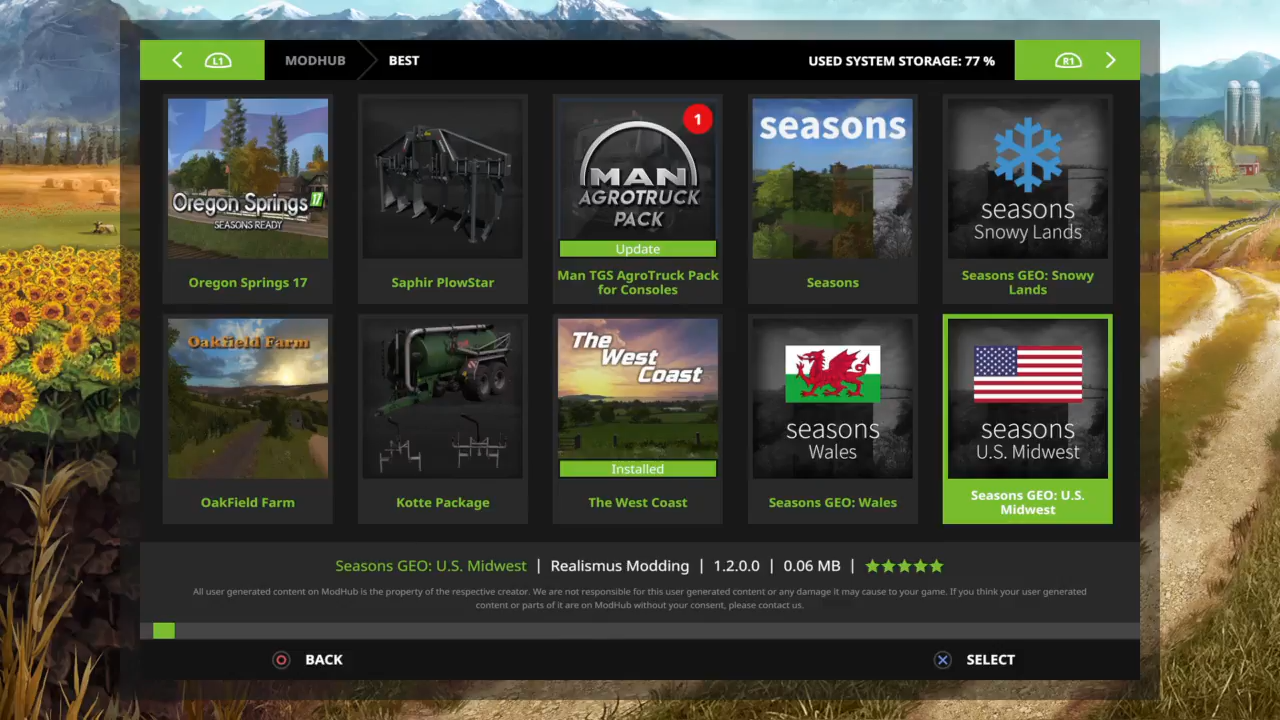 L1
MODHUB
BEST
USED SYSTEM STORAGE: 77 %
R1
Oregon Springs 17
SEASONS READY
Oregon Springs 17
Saphir PlowStar
1
MAN
AGROTRUCK
PACK
Update
Man TGS AgroTruck Pack
for Consoles
seasons
Seasons
seasons
Snowy Lands
Seasons GEO: Snowy
Lands
Oakfield Farm
OakField Farm
Kotte Package
The
West
Coast
Installed
The West Coast
seasons
Wales
Seasons GEO: Wales
seasons
U.S. Midwest
Seasons GEO: U.S.
Midwest
Seasons GEO: U.S. Midwest | Realismus Modding | 1.2.0.0 | 0.06 MB |
All user generated content on ModHub is the property of the respective creator. We are not responsible for this user generated content or any damage it may cause to your game. If you think your user generated
content or parts of it are on ModHub without your consent, please contact us.
BACK
SELECT